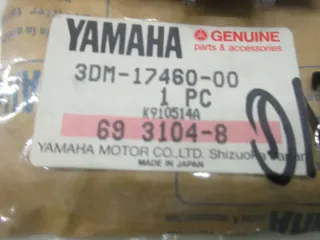 YAMAHA
GENUINE
parts & accessories
3DM-17460-00
1 PC
K910514A
69 3104-8
YAMAHA MOTOR CO.,LTD. Shizuoka Japan
MADE IN JAPAN